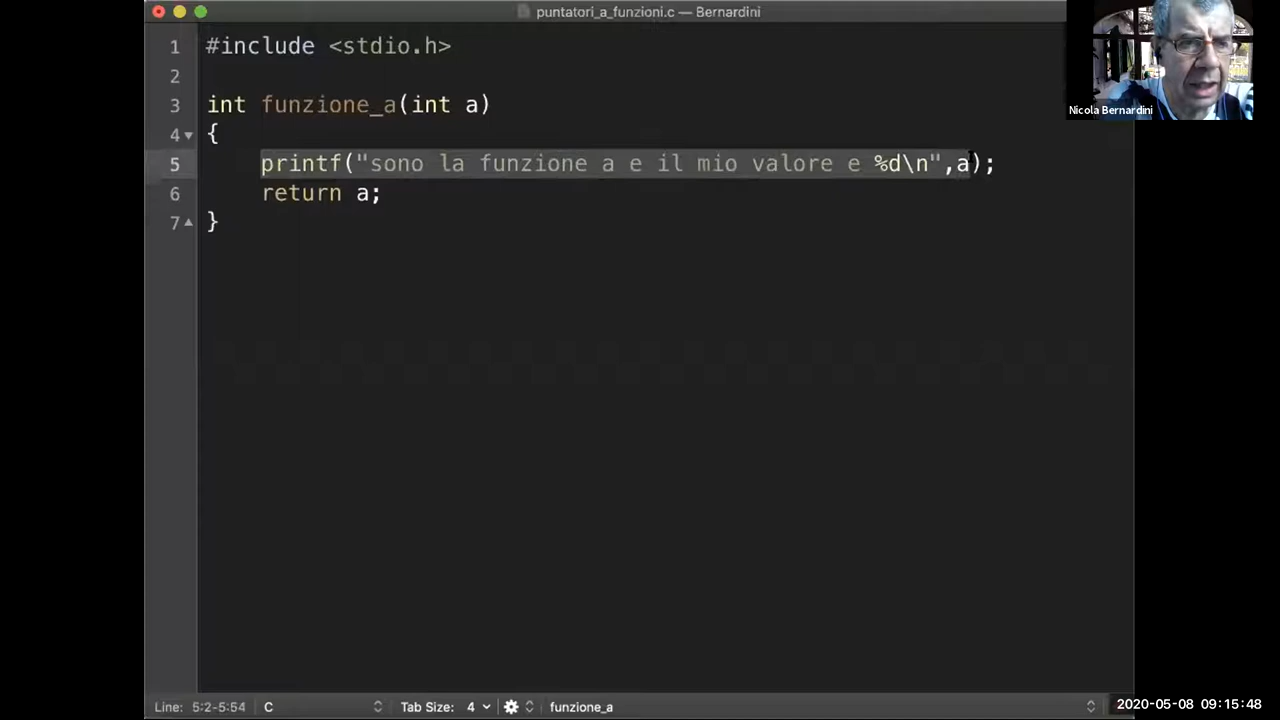 puntatori_a_funzioni.c — Bernardini
1 #include <stdio.h>
2
3 int funzione_a(int a)
4 {
5     printf("sono la funzione a e il mio valore e %d\n",a);
6     return a;
7 }
Nicola Bernardini
Line: 5:2-5:54 C Tab Size: 4 funzione_a
2020-05-08 09:15:48